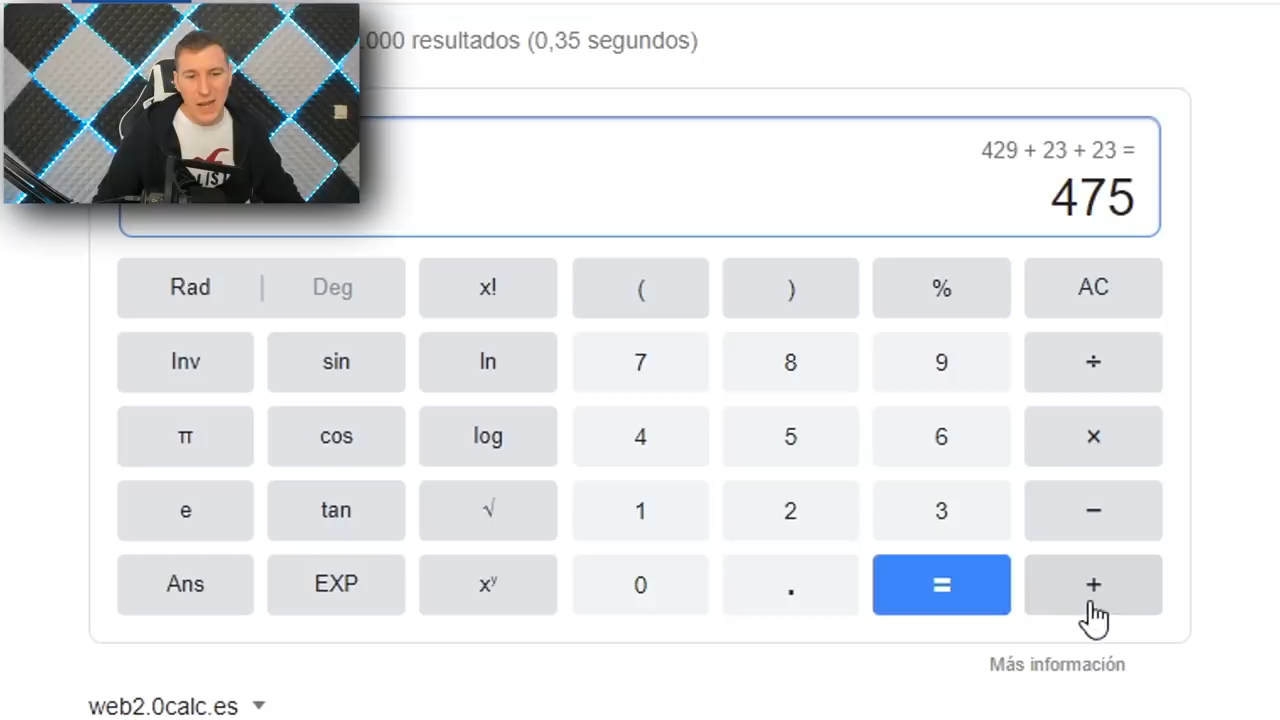 .000 resultados (0,35 segundos)
429 + 23 + 23 =
475
Rad | Deg x! ( ) % AC
Inv sin ln 7 8 9 ÷
π cos log 4 5 6 ×
e tan √ 1 2 3 −
Ans EXP xʸ 0 . = +
Más información
web2.0calc.es